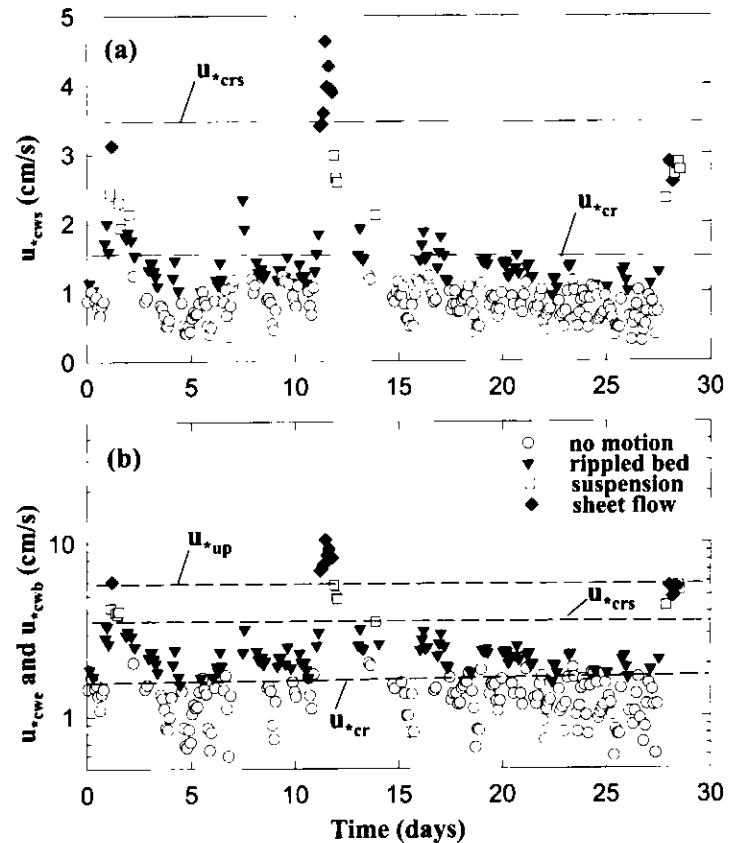 (a)
u*crs
u*cr
u*cws (cm/s)
5
4
3
2
1
0
0 5 10 15 20 25 30
(b)
no motion
rippled bed
suspension
sheet flow
u*up
u*crs
u*cr
u*cwe and u*cwb (cm/s)
10
1
0 5 10 15 20 25 30
Time (days)